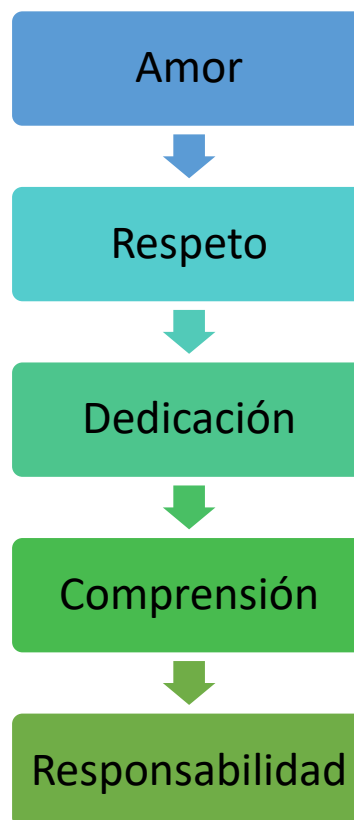 Amor
Respeto
Dedicación
Comprensión
Responsabilidad